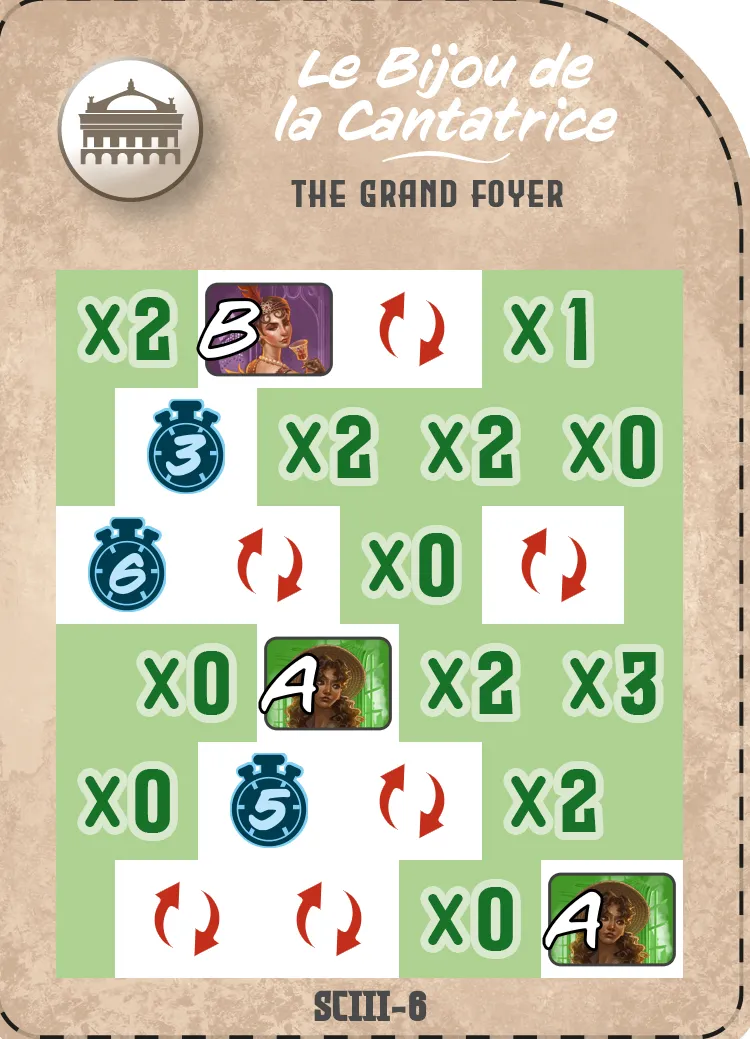 Le Bijou de
la Cantatrice
THE GRAND FOYER
X2 B X1
3 X2 X2 X0
6 X0
X0 A X2 X3
X0 5 X2
X0 A
SCIII-6